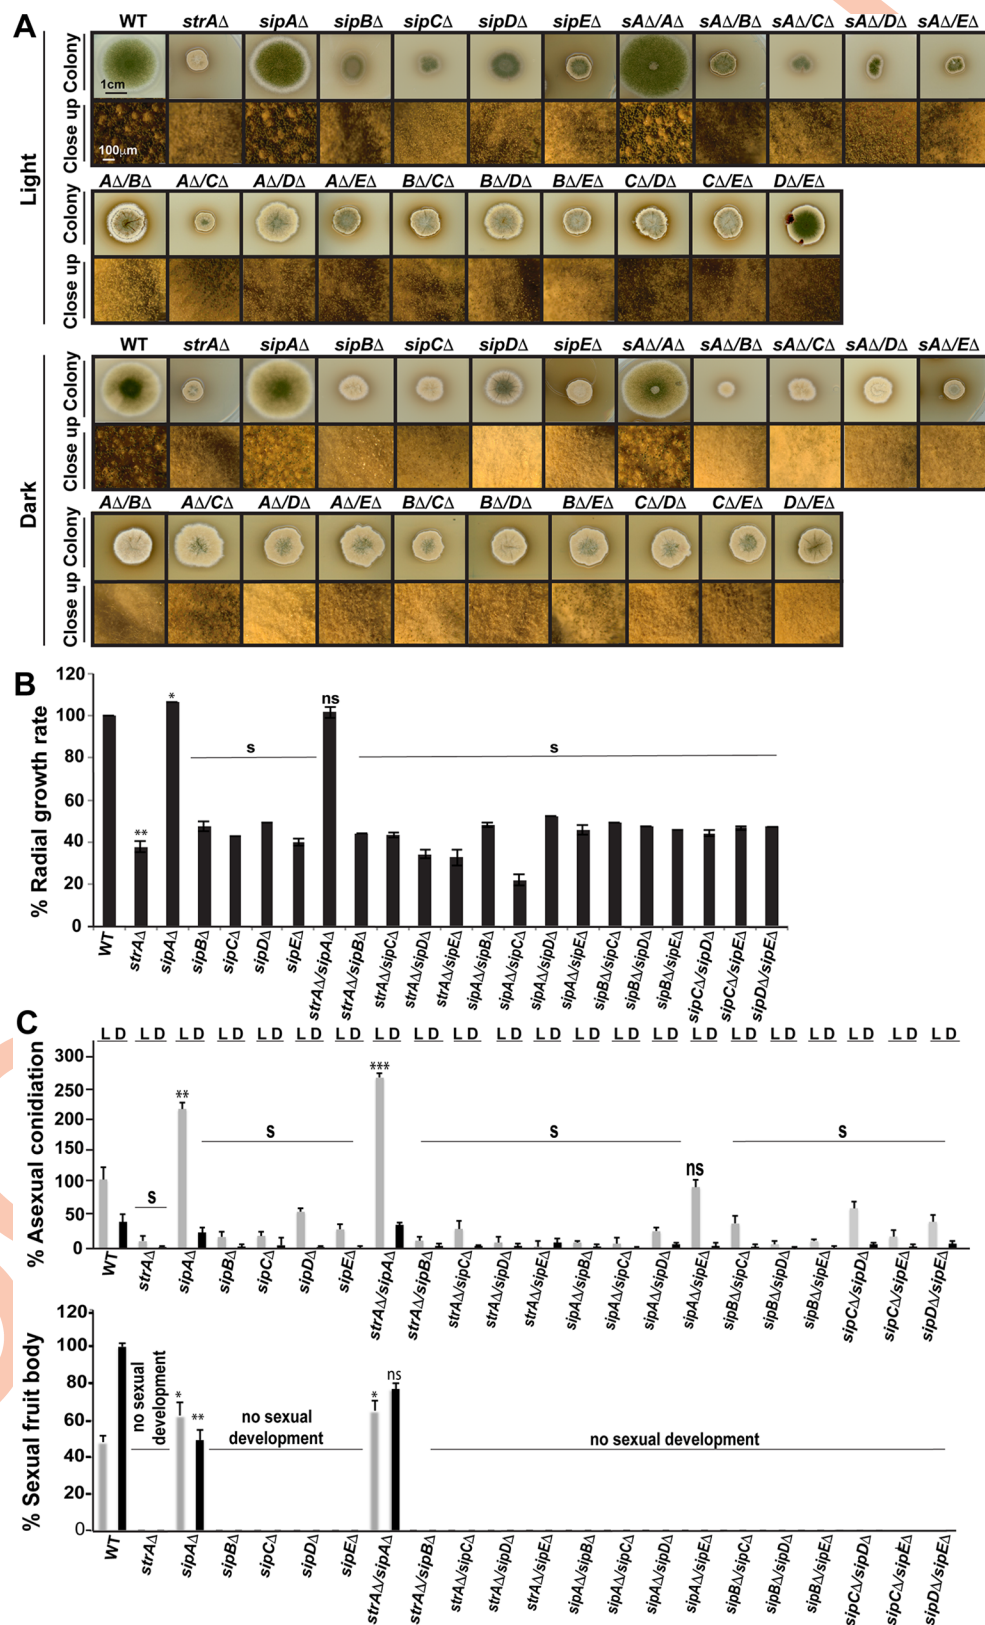 A
WT strAΔ sipAΔ sipBΔ sipCΔ sipDΔ sipEΔ sAΔ/AΔ sAΔ/BΔ sAΔ/CΔ sAΔ/DΔ sAΔ/EΔ
Light
Colony
1cm
Close up
100μm
AΔ/BΔ AΔ/CΔ AΔ/DΔ AΔ/EΔ BΔ/CΔ BΔ/DΔ BΔ/EΔ CΔ/DΔ CΔ/EΔ DΔ/EΔ
Colony
Close up
WT strAΔ sipAΔ sipBΔ sipCΔ sipDΔ sipEΔ sAΔ/AΔ sAΔ/BΔ sAΔ/CΔ sAΔ/DΔ sAΔ/EΔ
Dark
Colony
Close up
AΔ/BΔ AΔ/CΔ AΔ/DΔ AΔ/EΔ BΔ/CΔ BΔ/DΔ BΔ/EΔ CΔ/DΔ CΔ/EΔ DΔ/EΔ
Colony
Close up
B
% Radial growth rate
120
100
80
60
40
20
0
** * s ns s
WT strAΔ sipAΔ sipBΔ sipCΔ sipDΔ sipEΔ strAΔ/sipAΔ strAΔ/sipBΔ strAΔ/sipCΔ strAΔ/sipDΔ strAΔ/sipEΔ sipAΔ/sipBΔ sipAΔ/sipCΔ sipAΔ/sipDΔ sipAΔ/sipEΔ sipBΔ/sipCΔ sipBΔ/sipDΔ sipBΔ/sipEΔ sipCΔ/sipDΔ sipCΔ/sipEΔ sipDΔ/sipEΔ
C
L D L D L D L D L D L D L D L D L D L D L D L D L D L D L D L D L D L D L D L D L D L D
% Asexual conidiation
300
250
200
150
100
50
0
s ** s *** s ns s
WT strAΔ sipAΔ sipBΔ sipCΔ sipDΔ sipEΔ strAΔ/sipAΔ strAΔ/sipBΔ strAΔ/sipCΔ strAΔ/sipDΔ strAΔ/sipEΔ sipAΔ/sipBΔ sipAΔ/sipCΔ sipAΔ/sipDΔ sipAΔ/sipEΔ sipBΔ/sipCΔ sipBΔ/sipDΔ sipBΔ/sipEΔ sipCΔ/sipDΔ sipCΔ/sipEΔ sipDΔ/sipEΔ
% Sexual fruit body
120
100
80
60
40
20
0
no sexual
development
* **
no sexual
development
* ns
no sexual development
WT strAΔ sipAΔ sipBΔ sipCΔ sipDΔ sipEΔ strAΔ/sipAΔ strAΔ/sipBΔ strAΔ/sipCΔ strAΔ/sipDΔ strAΔ/sipEΔ sipAΔ/sipBΔ sipAΔ/sipCΔ sipAΔ/sipDΔ sipAΔ/sipEΔ sipBΔ/sipCΔ sipBΔ/sipDΔ sipBΔ/sipEΔ sipCΔ/sipDΔ sipCΔ/sipEΔ sipDΔ/sipEΔ